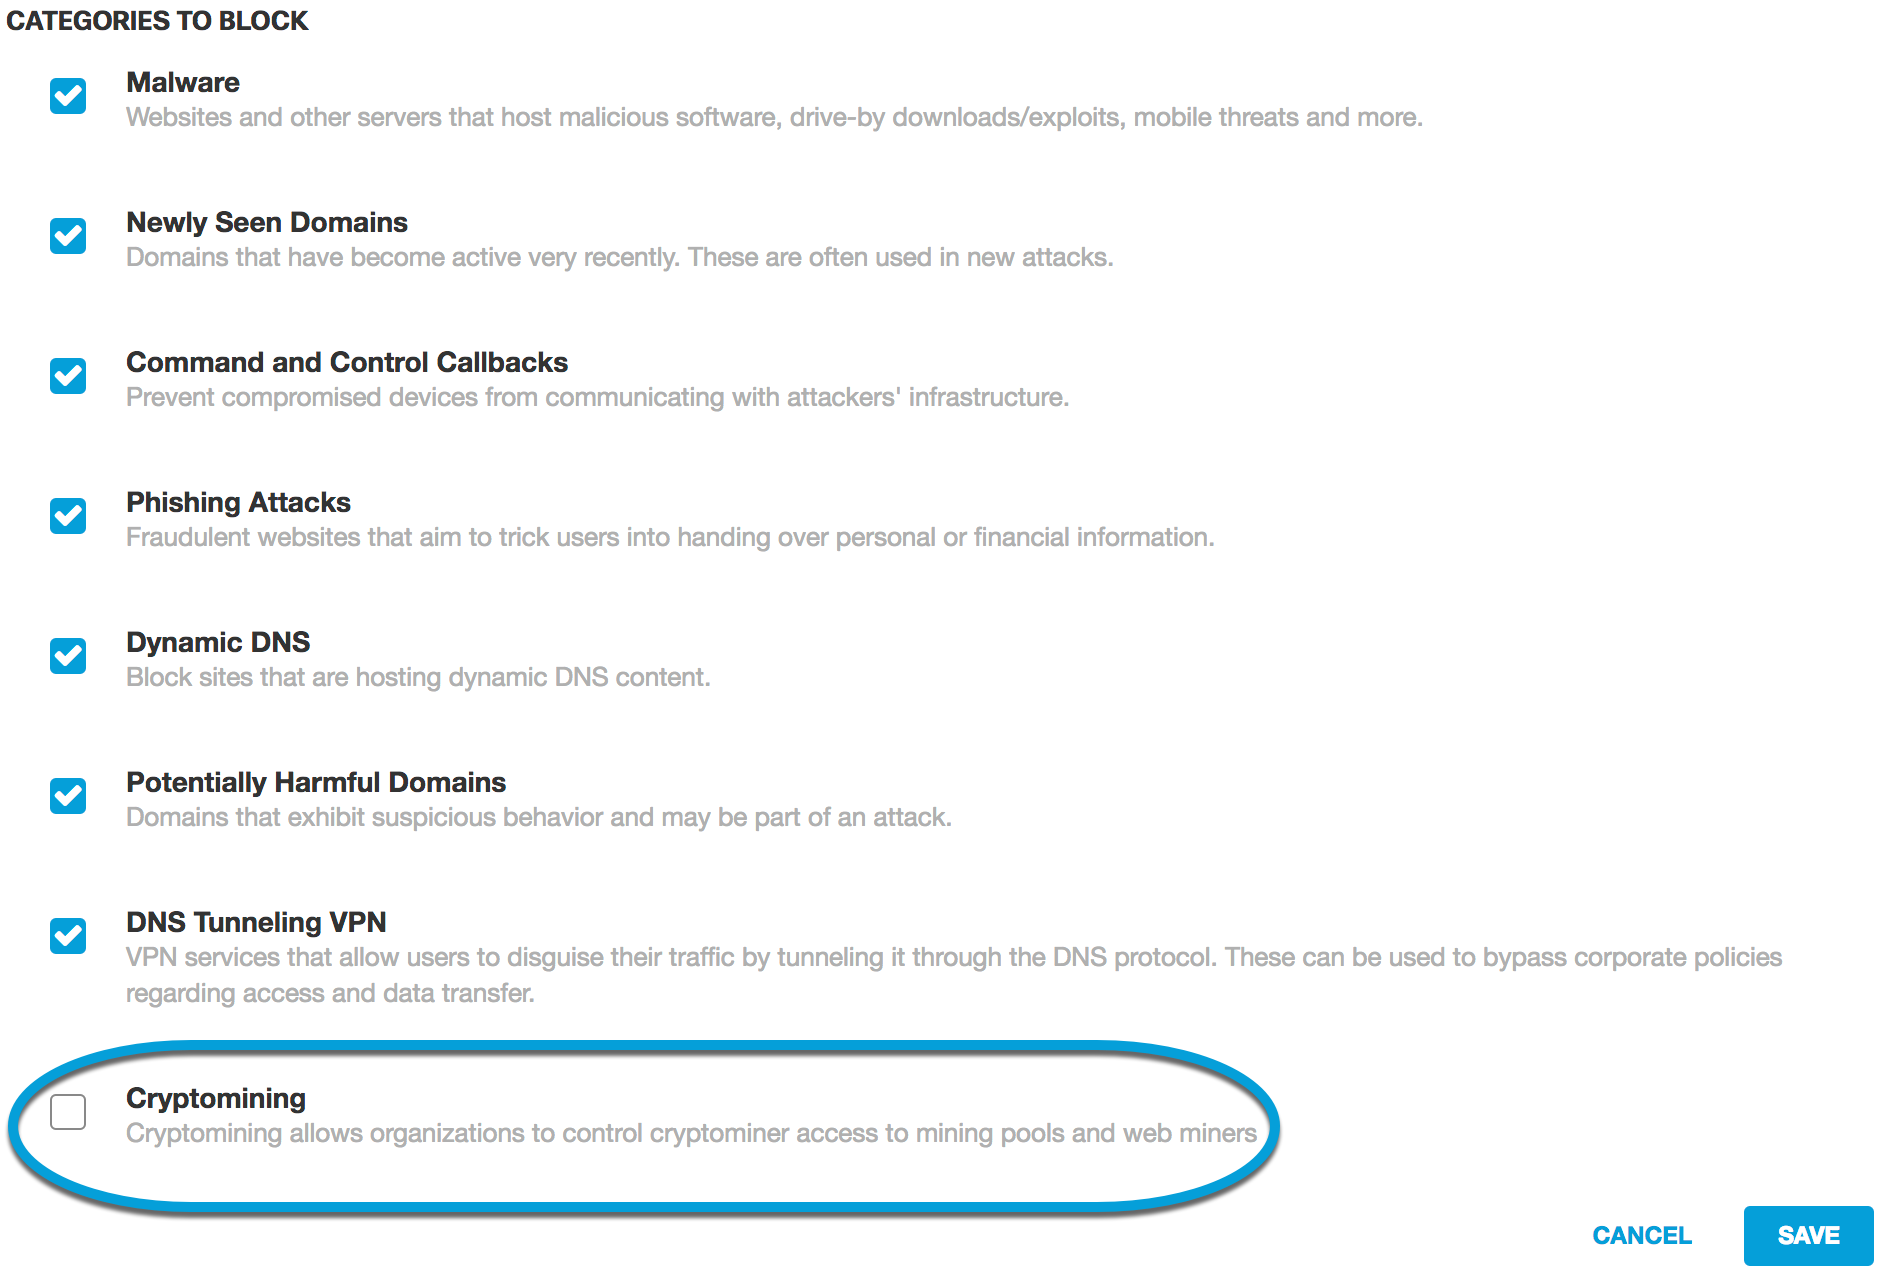 CATEGORIES TO BLOCK
Malware
Websites and other servers that host malicious software, drive-by downloads/exploits, mobile threats and more.
Newly Seen Domains
Domains that have become active very recently. These are often used in new attacks.
Command and Control Callbacks
Prevent compromised devices from communicating with attackers' infrastructure.
Phishing Attacks
Fraudulent websites that aim to trick users into handing over personal or financial information.
Dynamic DNS
Block sites that are hosting dynamic DNS content.
Potentially Harmful Domains
Domains that exhibit suspicious behavior and may be part of an attack.
DNS Tunneling VPN
VPN services that allow users to disguise their traffic by tunneling it through the DNS protocol. These can be used to bypass corporate policies
regarding access and data transfer.
Cryptomining
Cryptomining allows organizations to control cryptominer access to mining pools and web miners
CANCEL SAVE